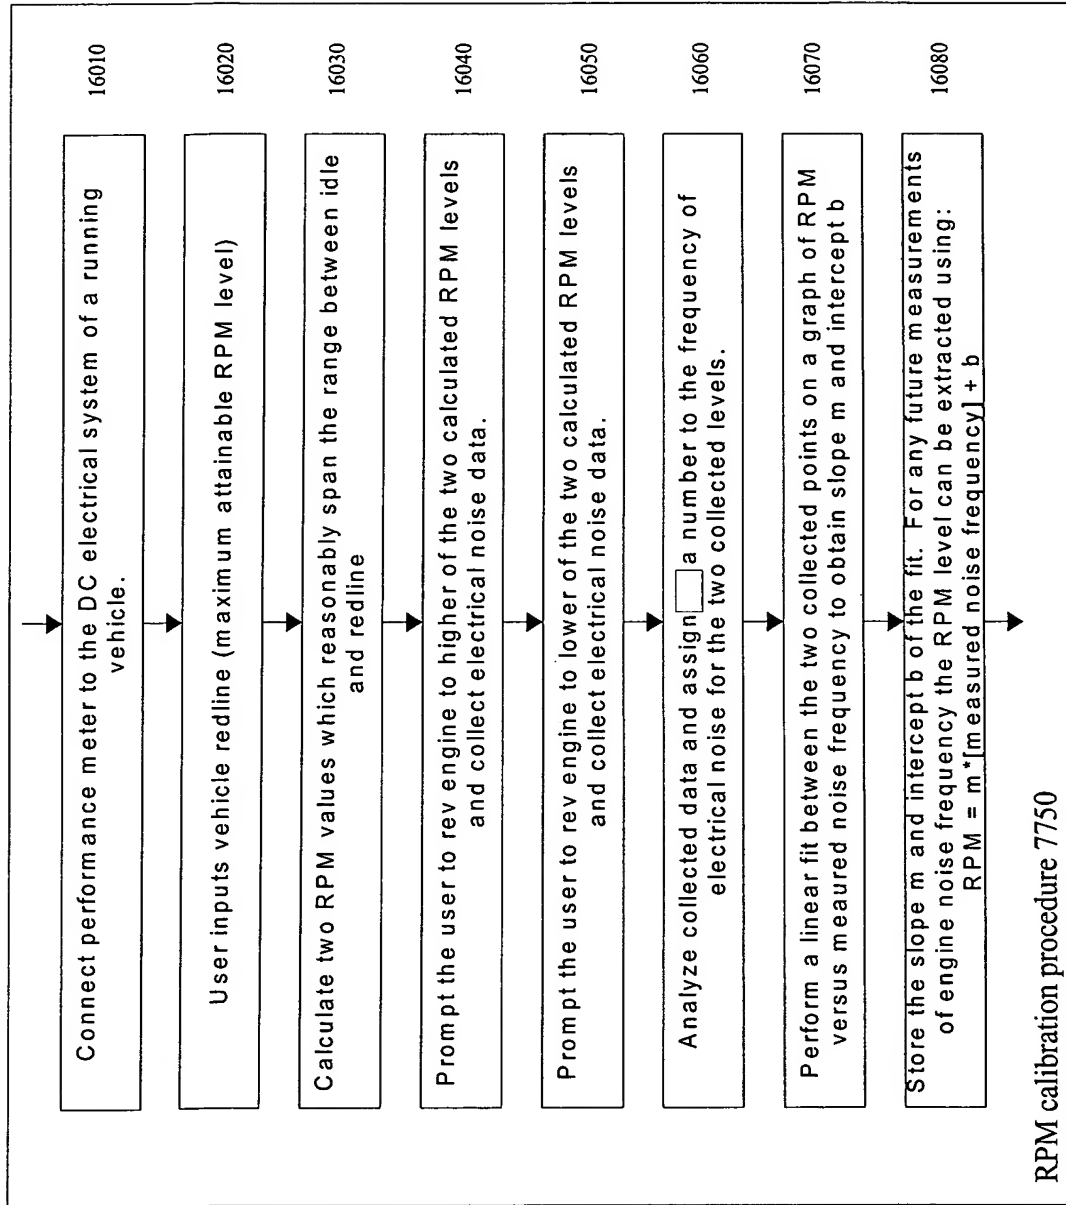 Connect performance meter to the DC electrical system of a running
vehicle.
16010
User inputs vehicle redline (maximum attainable RPM level)
16020
Calculate two RPM values which reasonably span the range between idle
and redline
16030
Prompt the user to rev engine to higher of the two calculated RPM levels
and collect electrical noise data.
16040
Prompt the user to rev engine to lower of the two calculated RPM levels
and collect electrical noise data.
16050
Analyze collected data and assign a number to the frequency of
electrical noise for the two collected levels.
16060
Perform a linear fit between the two collected points on a graph of RPM
versus meaured noise frequency to obtain slope m and intercept b
16070
Store the slope m and intercept b of the fit. For any future measurements
of engine noise frequency the RPM level can be extracted using:
RPM = m*[measured noise frequency] + b
16080
RPM calibration procedure 7750